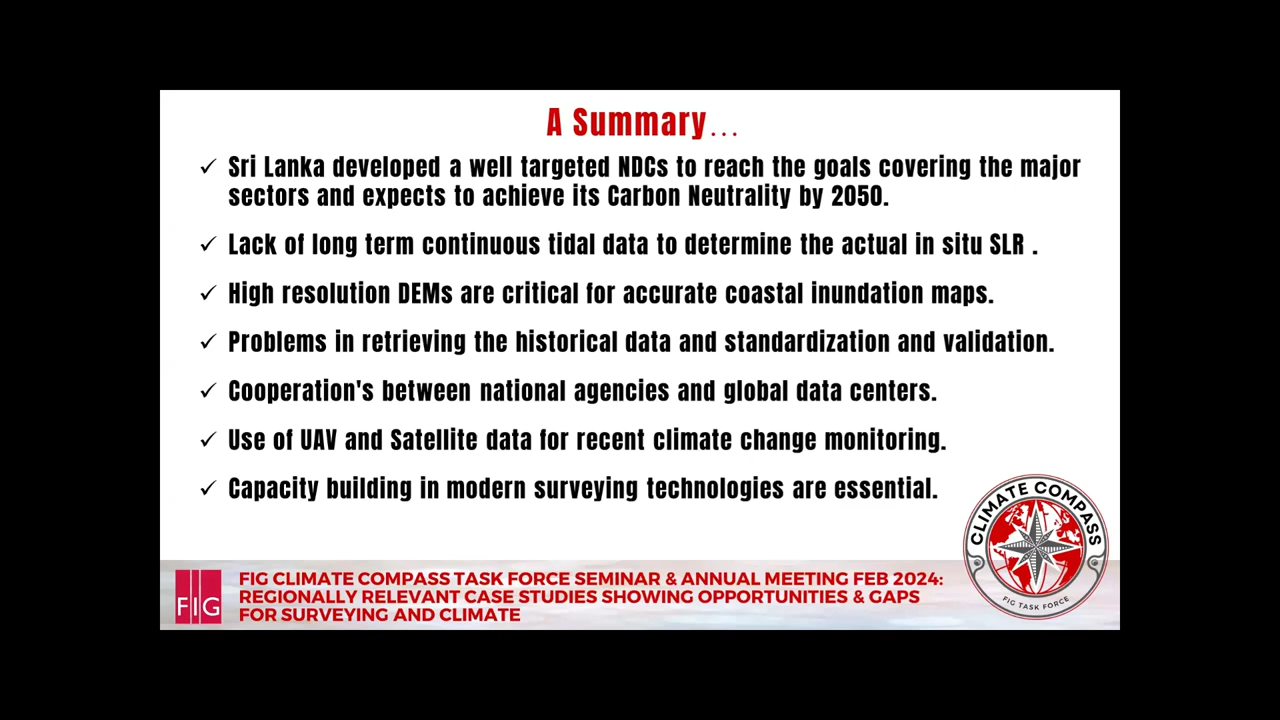 A Summary...
✓ Sri Lanka developed a well targeted NDCs to reach the goals covering the major
sectors and expects to achieve its Carbon Neutrality by 2050.
✓ Lack of long term continuous tidal data to determine the actual in situ SLR .
✓ High resolution DEMs are critical for accurate coastal inundation maps.
✓ Problems in retrieving the historical data and standardization and validation.
✓ Cooperation's between national agencies and global data centers.
✓ Use of UAV and Satellite data for recent climate change monitoring.
✓ Capacity building in modern surveying technologies are essential.
CLIMATE COMPASS
FIG TASK FORCE
FIG
FIG CLIMATE COMPASS TASK FORCE SEMINAR & ANNUAL MEETING FEB 2024:
REGIONALLY RELEVANT CASE STUDIES SHOWING OPPORTUNITIES & GAPS
FOR SURVEYING AND CLIMATE